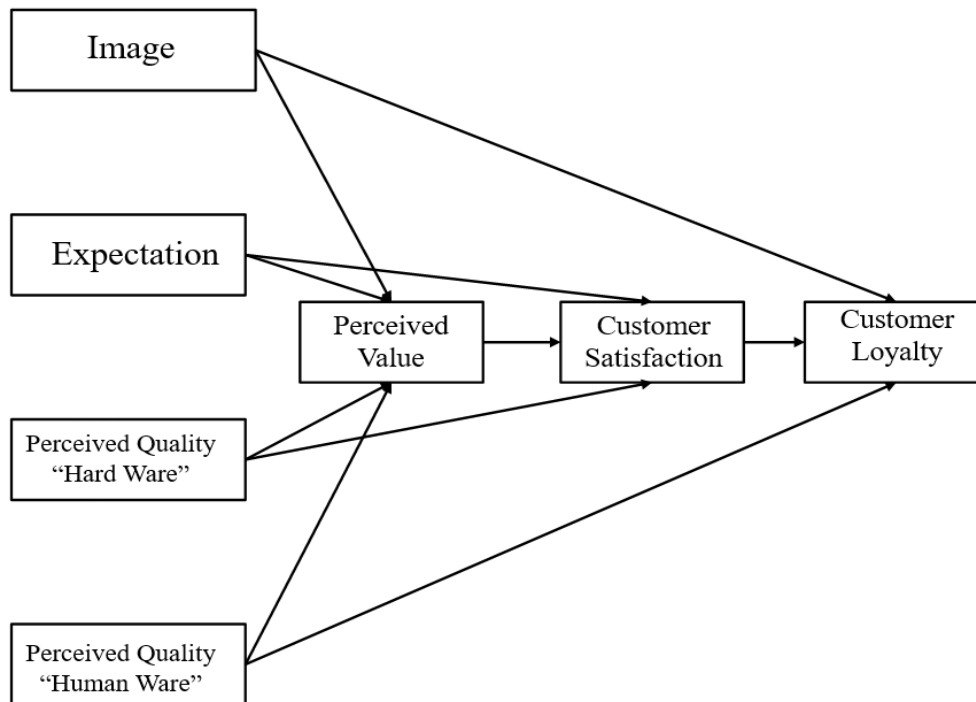 Image
Expectation
Perceived
Value
Customer
Satisfaction
Customer
Loyalty
Perceived Quality
“Hard Ware”
Perceived Quality
“Human Ware”